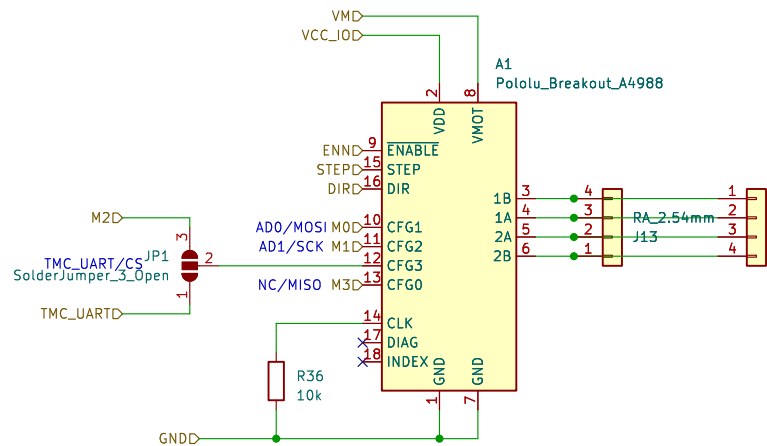 VM
VCC_IO
A1
Pololu_Breakout_A4988
2
8
VDD
VMOT
ENN 9 ENABLE
STEP 15 STEP
DIR 16 DIR
1B 3 4 1
1A 4 3 RA_2.54mm 2
2A 5 2 J13 3
2B 6 1 4
M2
AD0/MOSI M0 10 CFG1
AD1/SCK M1 11 CFG2
3
JP1
TMC_UART/CS
2 12 CFG3
SolderJumper_3_Open
NC/MISO M3 13 CFG0
1
TMC_UART
14 CLK
17 DIAG
18 INDEX
R36
10k
GND
GND
1
7
GND